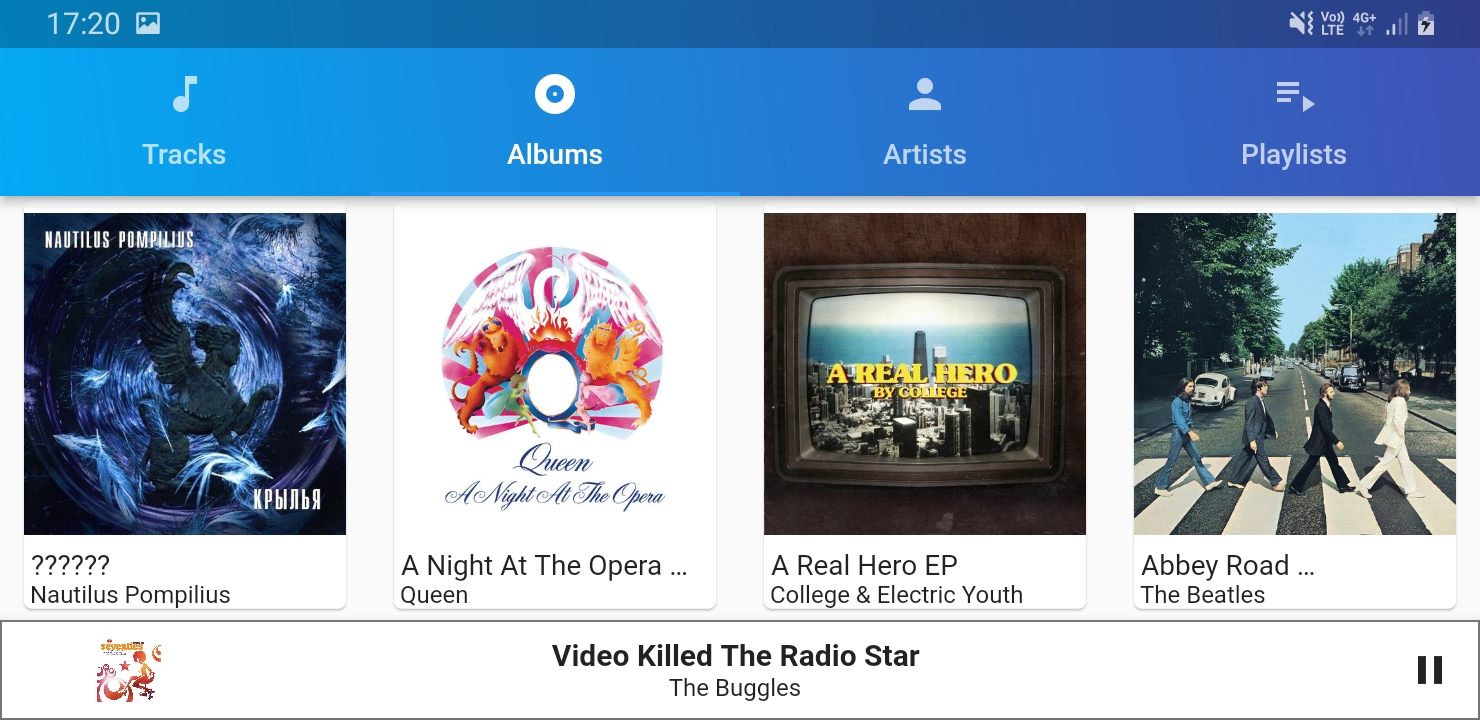 17:20
Vo))
LTE
4G+
Tracks
Albums
Artists
Playlists
NAUTILUS POMPILIUS
КРЫЛЬЯ
Queen
A Night At The Opera
A REAL HERO
BY COLLEGE
??????
Nautilus Pompilius
A Night At The Opera ...
Queen
A Real Hero EP
College & Electric Youth
Abbey Road ...
The Beatles
seventies
Video Killed The Radio Star
The Buggles